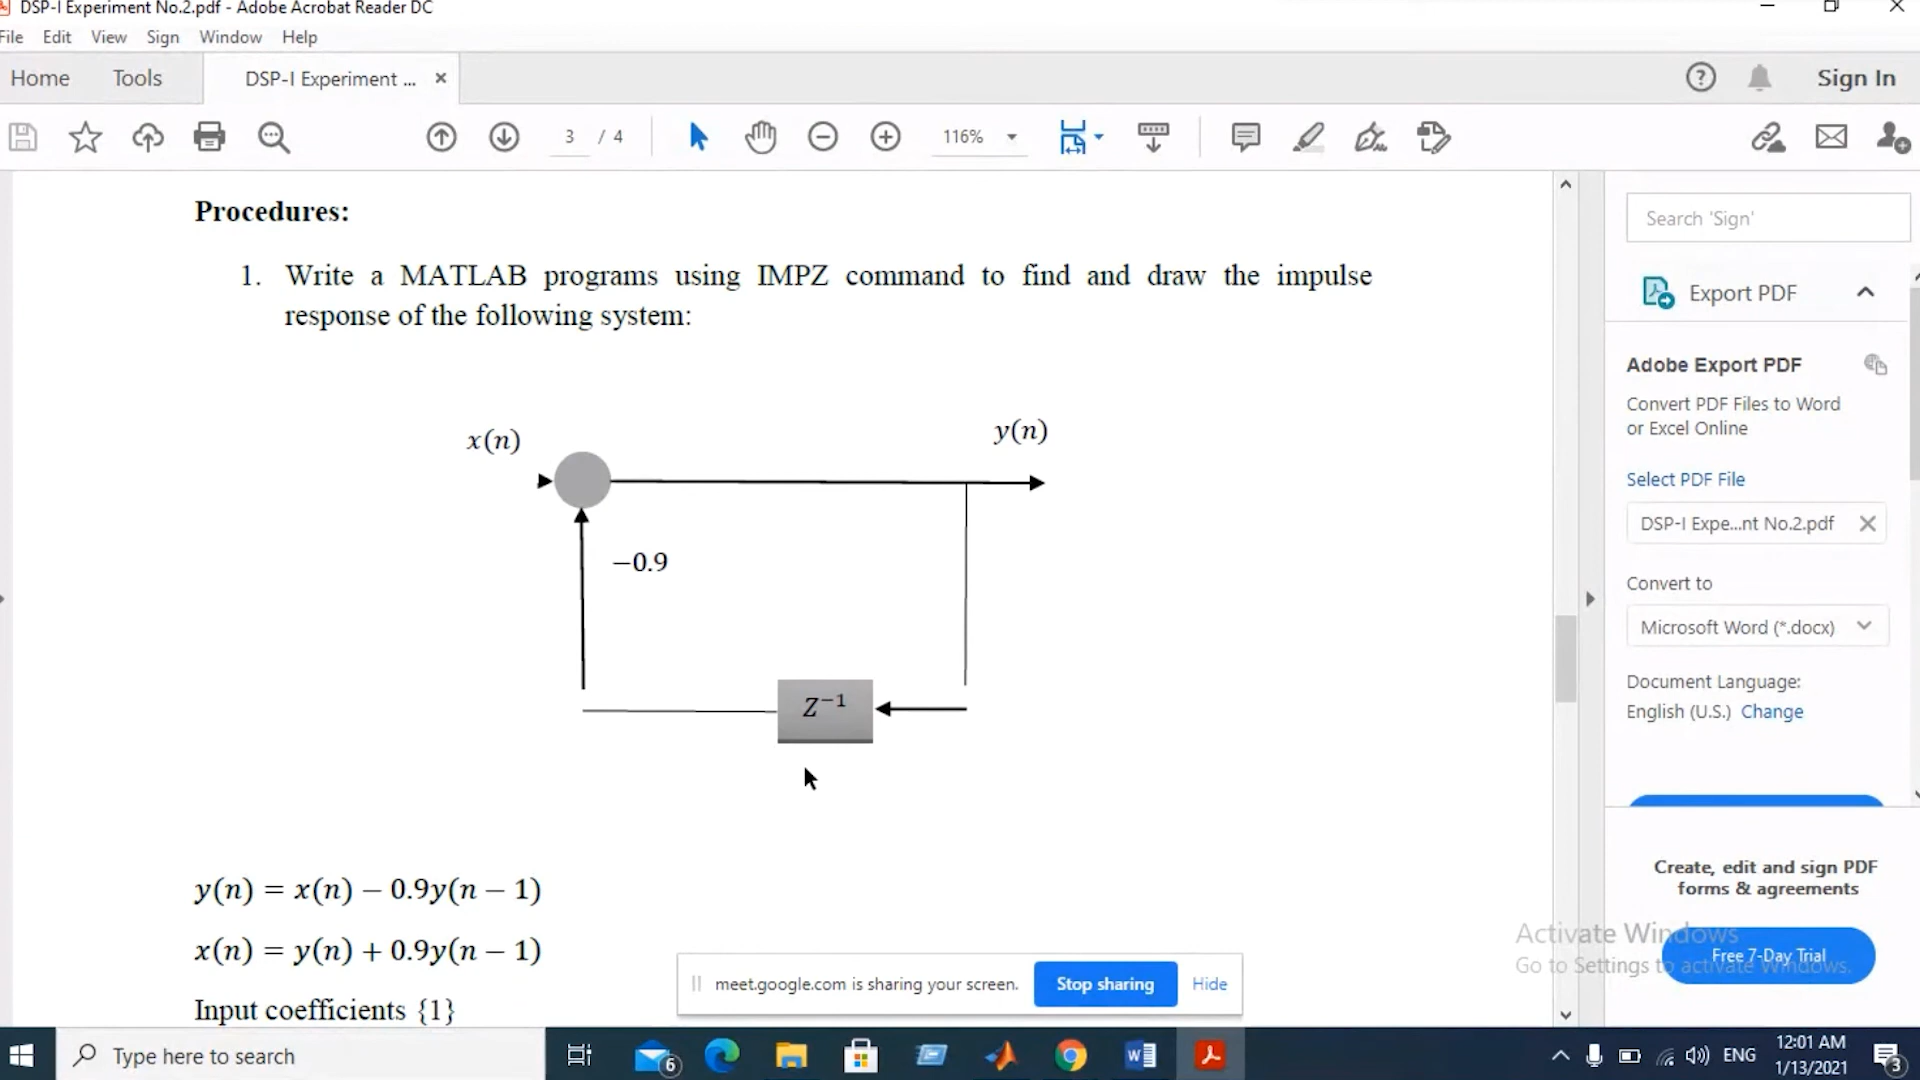 DSP-I Experiment No.2.pdf - Adobe Acrobat Reader DC
File Edit View Sign Window Help
Home Tools DSP-I Experiment ... × Sign In
3 / 4 116%
Procedures:
1. Write a MATLAB programs using IMPZ command to find and draw the impulse
response of the following system:
x(n)
y(n)
−0.9
Z⁻¹
y(n) = x(n) − 0.9y(n − 1)
x(n) = y(n) + 0.9y(n − 1)
Input coefficients {1}
Search 'Sign'
Export PDF
Adobe Export PDF
Convert PDF Files to Word
or Excel Online
Select PDF File
DSP-I Expe...nt No.2.pdf
Convert to
Microsoft Word (*.docx)
Document Language:
English (U.S.) Change
Create, edit and sign PDF
forms & agreements
Free 7-Day Trial
Activate Windows
Go to Settings to activate Windows.
meet.google.com is sharing your screen. Stop sharing Hide
Type here to search
6
ENG
12:01 AM
1/13/2021
3